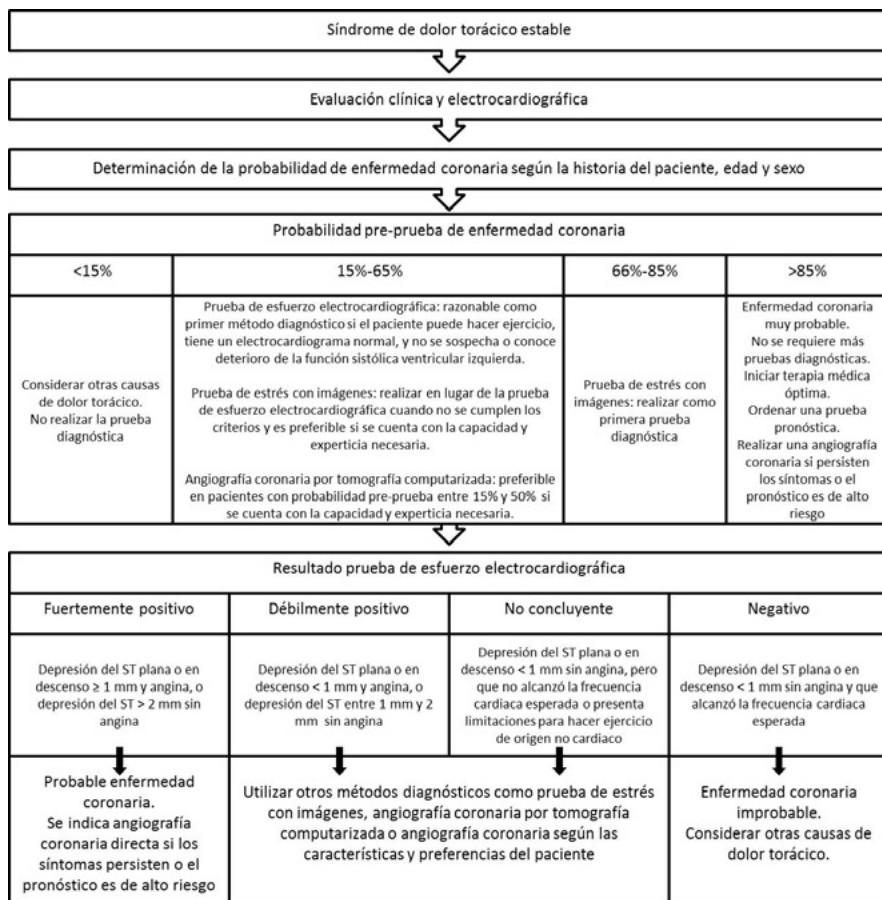 Síndrome de dolor torácico estable
Evaluación clínica y electrocardiográfica
Determinación de la probabilidad de enfermedad coronaria según la historia del paciente, edad y sexo
Probabilidad pre-prueba de enfermedad coronaria
<15%
15%-65%
66%-85%
>85%
Considerar otras causas
de dolor torácico.
No realizar la prueba
diagnóstica
Prueba de esfuerzo electrocardiográfica: razonable como
primer método diagnóstico si el paciente puede hacer ejercicio,
tiene un electrocardiograma normal, y no se sospecha o conoce
deterioro de la función sistólica ventricular izquierda.
Prueba de estrés con imágenes: realizar en lugar de la prueba
de esfuerzo electrocardiográfica cuando no se cumplen los
criterios y es preferible si se cuenta con la capacidad y
experticia necesaria.
Angiografía coronaria por tomografía computarizada: preferible
en pacientes con probabilidad pre-prueba entre 15% y 50% si
se cuenta con la capacidad y experticia necesaria.
Prueba de estrés con
imágenes: realizar como
primera prueba
diagnóstica
Enfermedad coronaria
muy probable.
No se requiere más
pruebas diagnósticas.
Iniciar terapia médica
óptima.
Ordenar una prueba
pronóstica.
Realizar una angiografía
coronaria si persisten
los síntomas o el
pronóstico es de alto
riesgo
Resultado prueba de esfuerzo electrocardiográfica
Fuertemente positivo
Débilmente positivo
No concluyente
Negativo
Depresión del ST plana o en
descenso ≥ 1 mm y angina, o
depresión del ST > 2 mm sin
angina
Depresión del ST plana o en
descenso < 1 mm y angina, o
depresión del ST entre 1 mm y 2
mm sin angina
Depresión del ST plana o en
descenso < 1 mm sin angina, pero
que no alcanzó la frecuencia
cardiaca esperada o presenta
limitaciones para hacer ejercicio
de origen no cardiaco
Depresión del ST plana o en
descenso < 1 mm sin angina y que
alcanzó la frecuencia cardiaca
esperada
Probable enfermedad
coronaria.
Se indica angiografía
coronaria directa si los
síntomas persisten o el
pronóstico es de alto riesgo
Utilizar otros métodos diagnósticos como prueba de estrés
con imágenes, angiografía coronaria por tomografía
computarizada o angiografía coronaria según las
características y preferencias del paciente
Enfermedad coronaria
improbable.
Considerar otras causas de
dolor torácico.